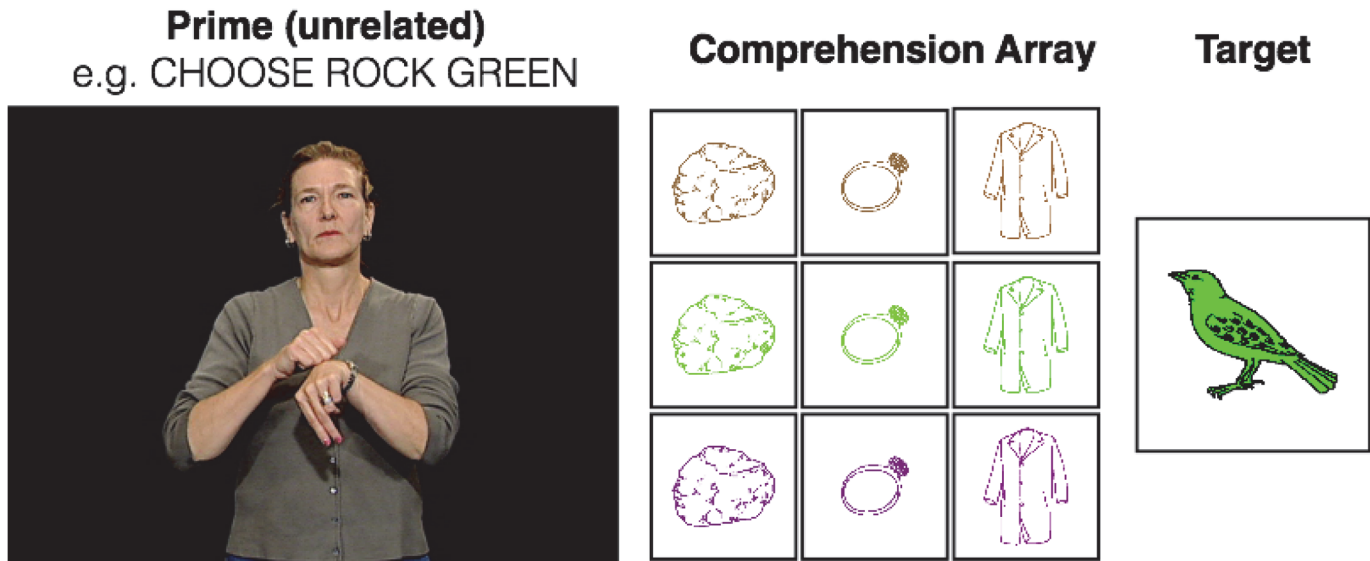 Prime (unrelated)
e.g. CHOOSE ROCK GREEN
Comprehension Array
Target